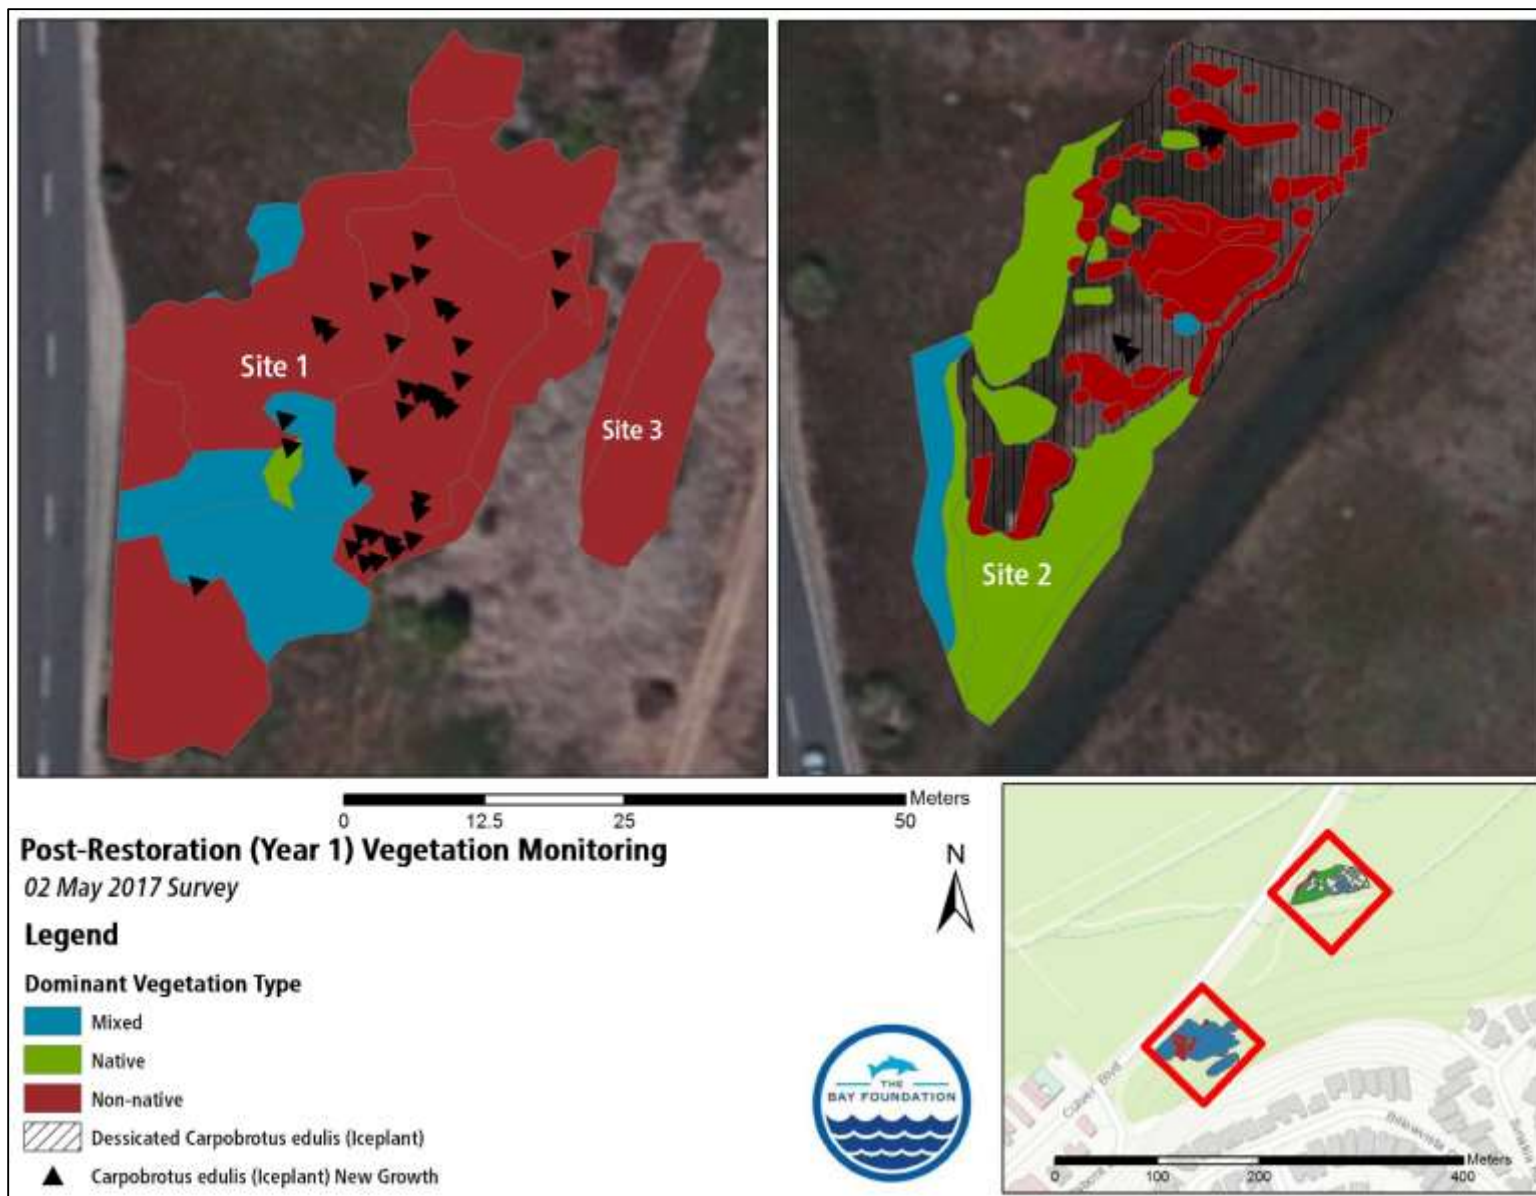 Site 1
Site 3
Site 2
Meters
0 12.5 25 50
Post-Restoration (Year 1) Vegetation Monitoring
02 May 2017 Survey
N
Legend
Dominant Vegetation Type
Mixed
Native
Non-native
Dessicated Carpobrotus edulis (Iceplant)
Carpobrotus edulis (Iceplant) New Growth
THE
BAY FOUNDATION
Culver Blvd
Meters
0 100 200 400